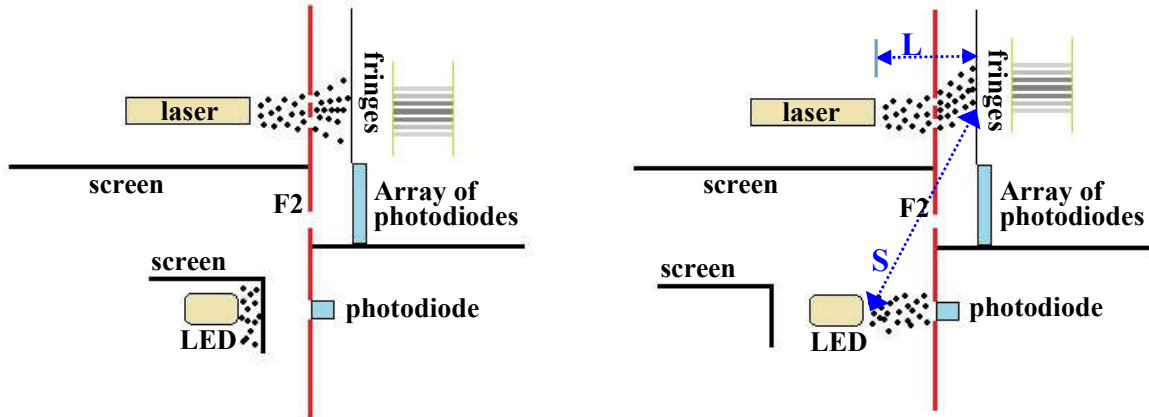 laser
fringes
screen
F2
Array of
photodiodes
screen
LED
photodiode
L
laser
fringes
screen
F2
Array of
photodiodes
S
screen
LED
photodiode